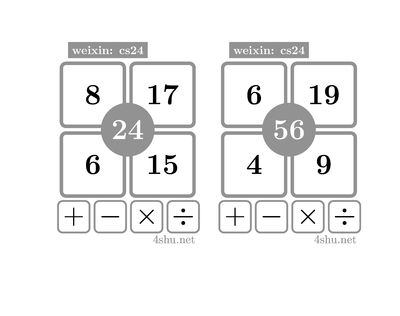 weixin: cs24
8 17
24
6 15
+ − × ÷
4shu.net
weixin: cs24
6 19
56
4 9
+ − × ÷
4shu.net